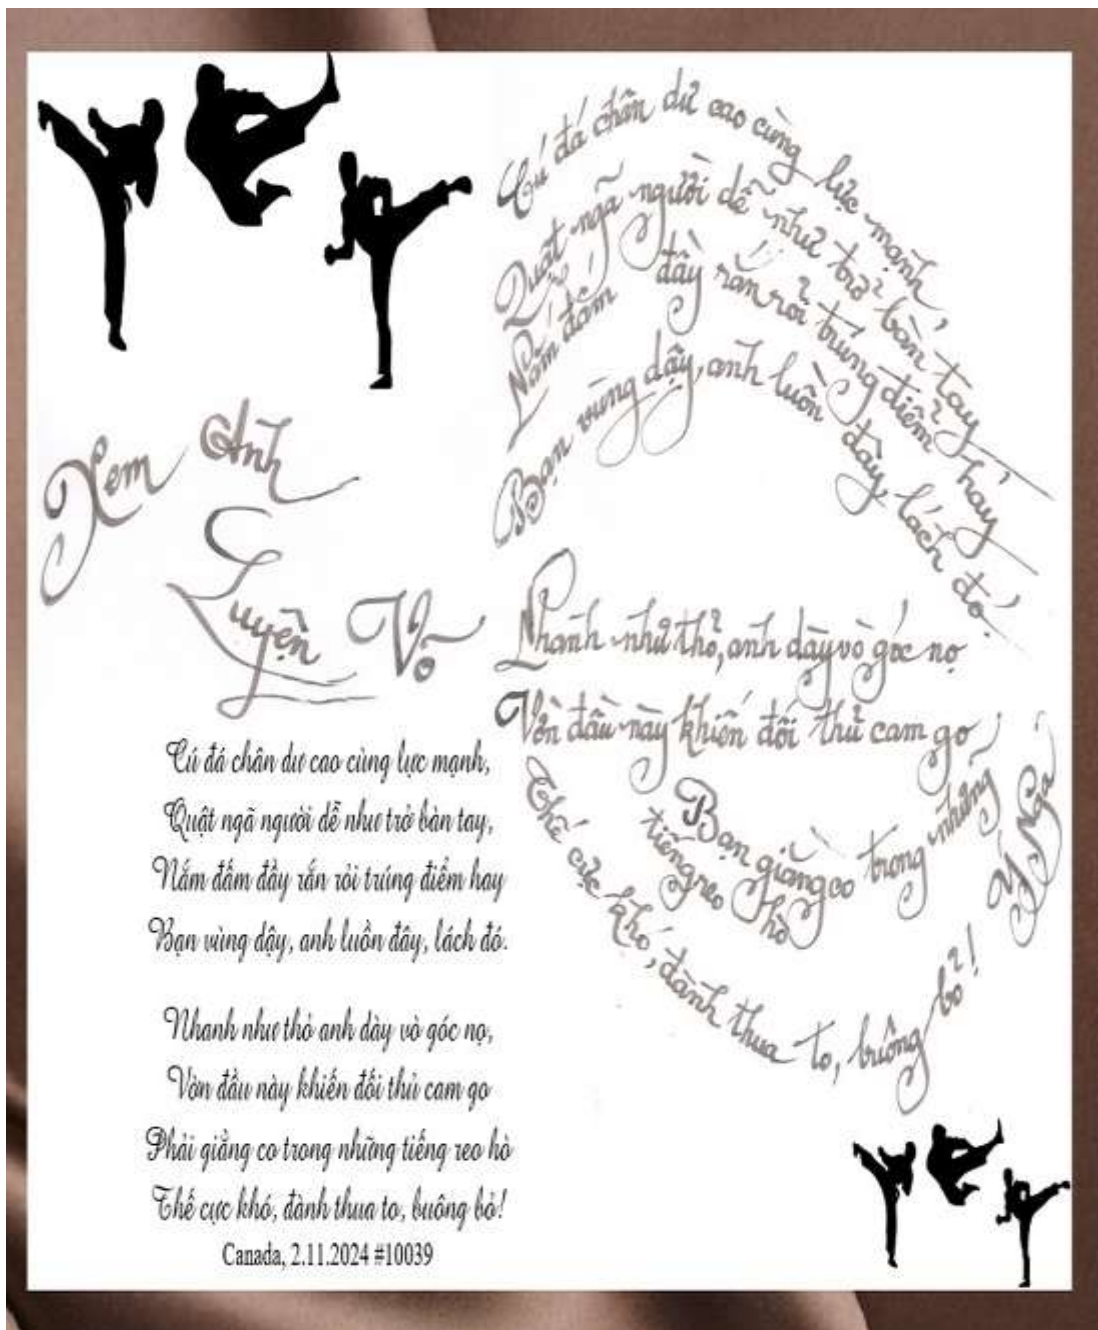 Xem Anh
Luyện Võ
Cú đá chân dư cao cùng lực mạnh,
Quật ngã người dễ như trở bàn tay,
Nắm đấm đầy rắn rỏi trúng điểm hay
Bạn vùng dậy, anh luồn đây, lách đó.
Nhanh như thỏ anh dày vò góc nọ,
Vờn đầu này khiến đối thủ cam go
Phải giằng co trong những tiếng reo hò
Thế cực khó, đành thua to, buông bỏ!
Canada, 2.11.2024 #10039
Cú đá chân dư cao cùng lực mạnh,
Quật ngã người dễ như trở bàn tay,
Nắm đấm đầy rắn rỏi trúng điểm hay
Bạn vùng dậy, anh luồn đây, lách đó.
Nhanh như thỏ, anh dày vò góc nọ
Vờn đầu này khiến đối thủ cam go
Bạn giằng co trong những
tiếng reo hò
Thế cực khó, đành thua to, buông bỏ!
Ý Nga